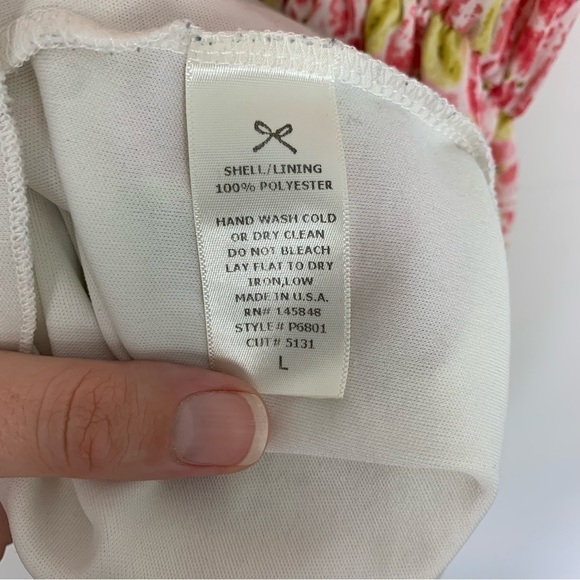 SHELL/LINING
100% POLYESTER
HAND WASH COLD
OR DRY CLEAN
DO NOT BLEACH
LAY FLAT TO DRY
IRON,LOW
MADE IN U.S.A.
RN# 145848
STYLE# P6801
CUT# 5131
L